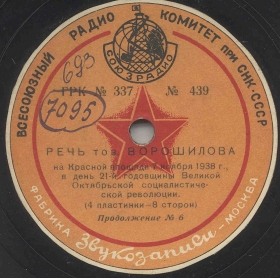 ВСЕСОЮЗНЫЙ РАДИО КОМИТЕТ ПРИ СНК-СССР
СОЮЗРАДИО
693
ГРК № 337 № 439
7095
РЕЧЬ тов. ВОРОШИЛОВА
на Красной площади 7 ноября 1938 г.,
в день 21-й годовщины Великой
Октябрьской социалистиче-
ской революции.
(4 пластинки—8 сторон)
Продолжение № 6
ФАБРИКА Звукозаписи—МОСКВА